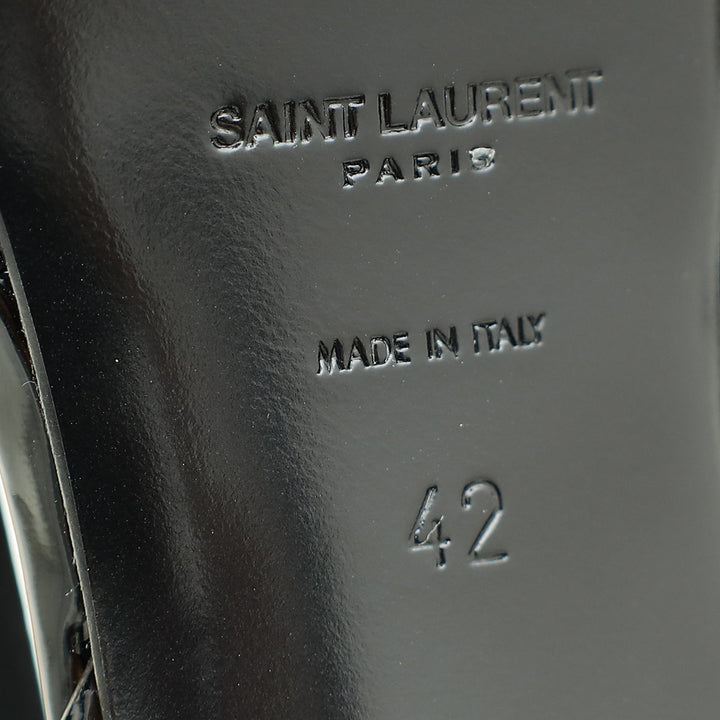 SAINT LAURENT
PARIS
MADE IN ITALY
42